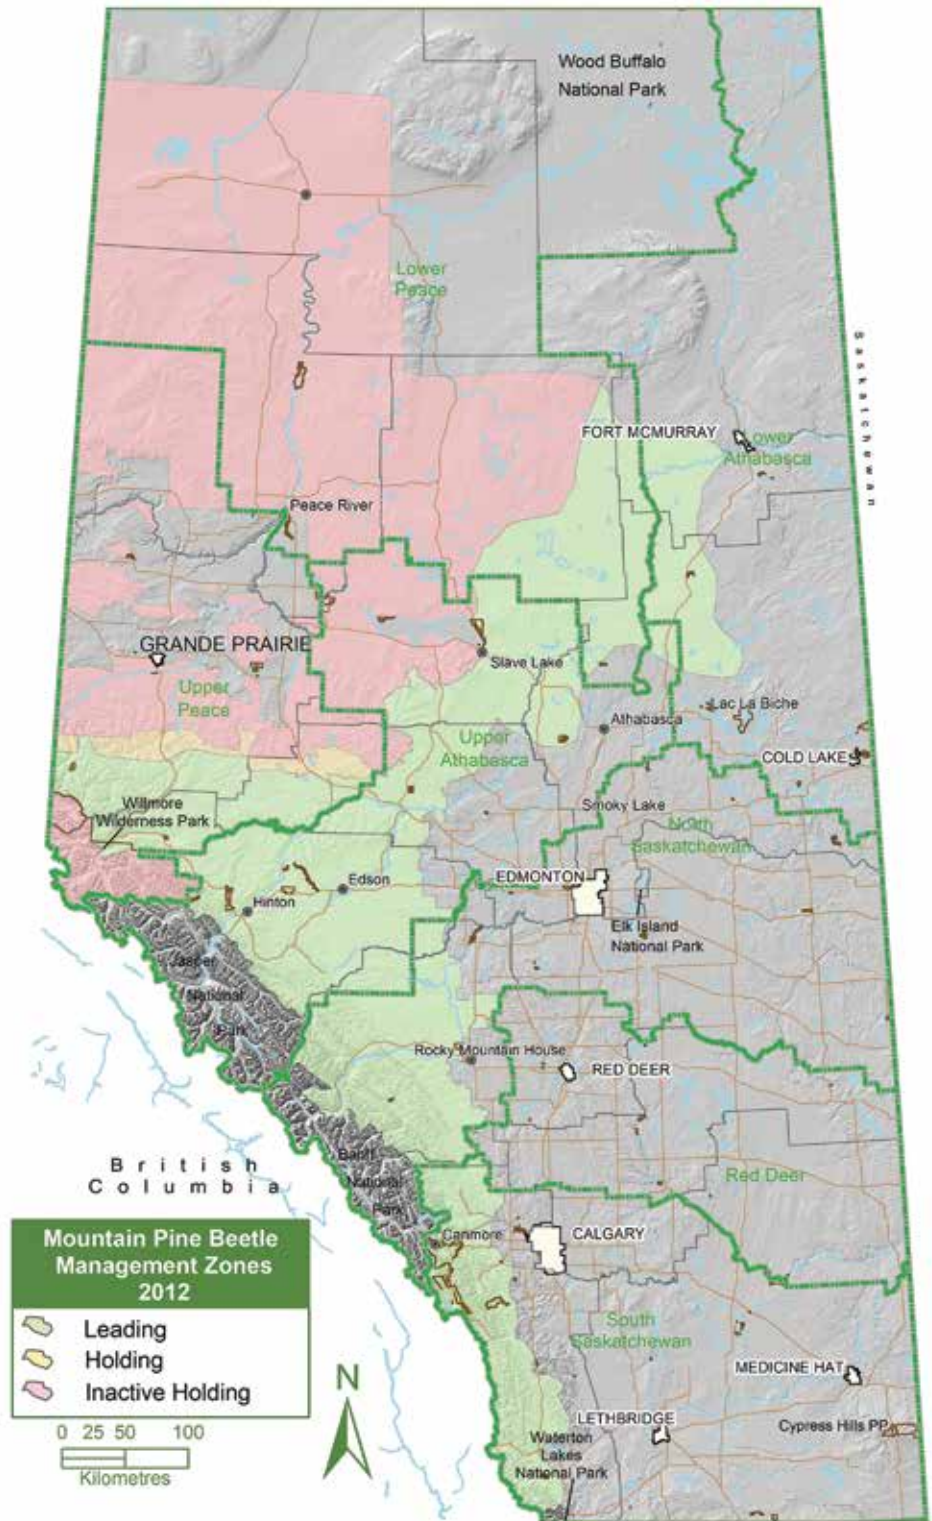 Wood Buffalo
National Park
Lower
Peace
Saskatchewan
FORT MCMURRAY
Lower
Athabasca
Peace River
GRANDE PRAIRIE
Slave Lake
Upper
Peace
Lac La Biche
Athabasca
Upper
Athabasca
COLD LAKE
Willmore
Wilderness Park
Smoky Lake
North
Saskatchewan
EDMONTON
Edson
Hinton
Elk Island
National Park
Jasper
National
Park
Rocky Mountain House
RED DEER
British
Columbia
Banff
National
Park
Red Deer
Canmore
CALGARY
Mountain Pine Beetle
Management Zones
2012
Leading
Holding
Inactive Holding
South
Saskatchewan
MEDICINE HAT
N
LETHBRIDGE
Cypress Hills PP
0 25 50 100
Kilometres
Waterton
Lakes
National Park